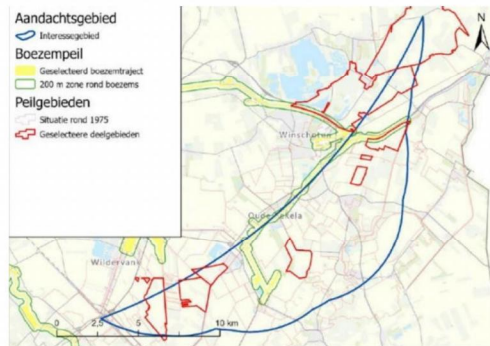 Aandachtsgebied
Interessegebied
Boezempeil
Geselecteerd boezemtraject
200 m zone rond boezems
Peilgebieden
Situatie rond 1975
Geselecteere deelgebieden
N
Winschoten
Oude Pekela
Wildervank
0 2,5 5 10 km